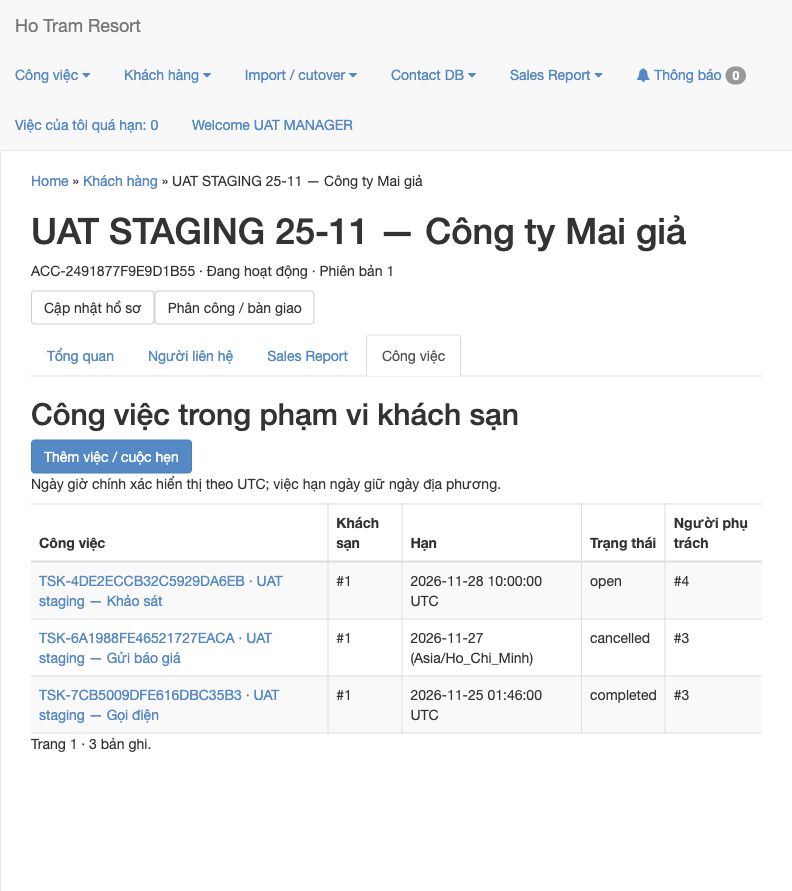 Ho Tram Resort
Công việc Khách hàng Import / cutover Contact DB Sales Report Thông báo 0
Việc của tôi quá hạn: 0 Welcome UAT MANAGER
Home » Khách hàng » UAT STAGING 25-11 — Công ty Mai giả
UAT STAGING 25-11 — Công ty Mai giả
ACC-2491877F9E9D1B55 · Đang hoạt động · Phiên bản 1
Cập nhật hồ sơ Phân công / bàn giao
Tổng quan Người liên hệ Sales Report Công việc
Công việc trong phạm vi khách sạn
Thêm việc / cuộc hẹn
Ngày giờ chính xác hiển thị theo UTC; việc hạn ngày giữ ngày địa phương.
Công việc Khách sạn Hạn Trạng thái Người phụ trách
TSK-4DE2ECCB32C5929DA6EB · UAT staging — Khảo sát #1 2026-11-28 10:00:00 UTC open #4
TSK-6A1988FE46521727EACA · UAT staging — Gửi báo giá #1 2026-11-27 (Asia/Ho_Chi_Minh) cancelled #3
TSK-7CB5009DFE616DBC35B3 · UAT staging — Gọi điện #1 2026-11-25 01:46:00 UTC completed #3
Trang 1 · 3 bản ghi.